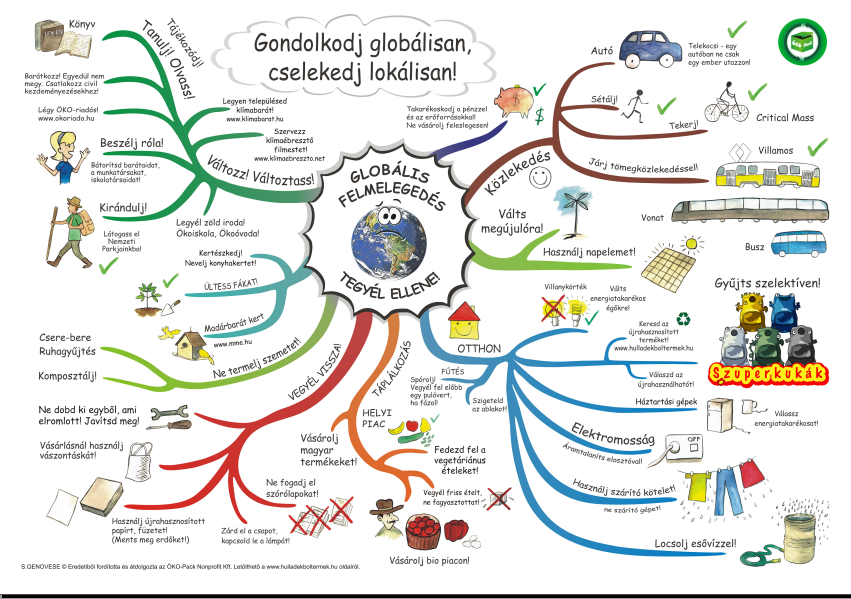 Gondolkodj globálisan,
cselekedj lokálisan!
GLOBÁLIS
FELMELEGEDÉS
TEGYÉL ELLENE!
Könyv
Tájékozódj!
Tanulj! Olvass!
Barátkozz! Egyedül nem
megy. Csatlakozz civil
kezdeményezésekhez!
Légy ÖKO-riadós!
www.okoriado.hu
Beszélj róla!
Bátorítsd barátaidat,
a munkatársakat,
iskolatársaidat!
Kirándulj!
Látogass el
Nemzeti
Parkjainkba!
Legyen településed
klímabarát!
www.klimabarat.hu
Szervezz
klímaébresztő
filmestet!
www.klimaebreszto.net
Változz! Változtass!
Legyél zöld iroda!
Ökoiskola, Ökóvoda!
Kertészkedj!
Nevelj konyhakertet!
ÜLTESS FÁKAT!
Madárbarát kert
www.mme.hu
Csere-bere
Ruhagyűjtés
Komposztálj!
Ne termelj szemetet!
VEGYÉL VISSZA!
Ne dobd ki egyből, ami
elromlott! Javítsd meg!
Vásárlásnál használj
vászontáskát!
Használj újrahasznosított
papírt, füzetet!
(Ments meg erdőket!)
Zárd el a csapot,
kapcsold le a lámpát!
Ne fogadj el
szórólapokat!
TÁPLÁLKOZÁS
HELYI
PIAC
Vásárolj
magyar
termékeket!
Fedezd fel a
vegetáriánus
ételeket!
Vegyél friss ételt,
ne fagyasztottat!
Vásárolj bio piacon!
Takarékoskodj a pénzzel
és az erőforrásokkal!
Ne vásárolj feleslegesen!
$
Közlekedés
Autó
Telekocsi - egy
autóban ne csak
egy ember utazzon!
Sétálj!
Tekerj!
Critical Mass
Járj tömegközlekedéssel!
Villamos
Vonat
Busz
Válts
megújulóra!
Használj napelemet!
OTTHON
FŰTÉS
Spórolj!
Vegyél fel előbb
egy pulóvert,
ha fázol!
Szigeteld
az ablakot!
Villanykörték
Válts
energiatakarékos
égőkre!
Keresd az
újrahasznosított
terméket!
www.hulladekboltermek.hu
Válaszd az
újrahasználhatót!
Gyűjts szelektíven!
Szuperkukák
Háztartási gépek
Válassz
energiatakarékosat!
Elektromosság
Áramtalaníts elosztóval!
OFF
Használj szárító kötelet!
ne szárító gépet!
Locsolj esővízzel!
S.GENOVESE © Eredetiből fordította és átdolgozta az ÖKO-Pack Nonprofit Kft. Letölthető a www.hulladekboltermek.hu oldalról.